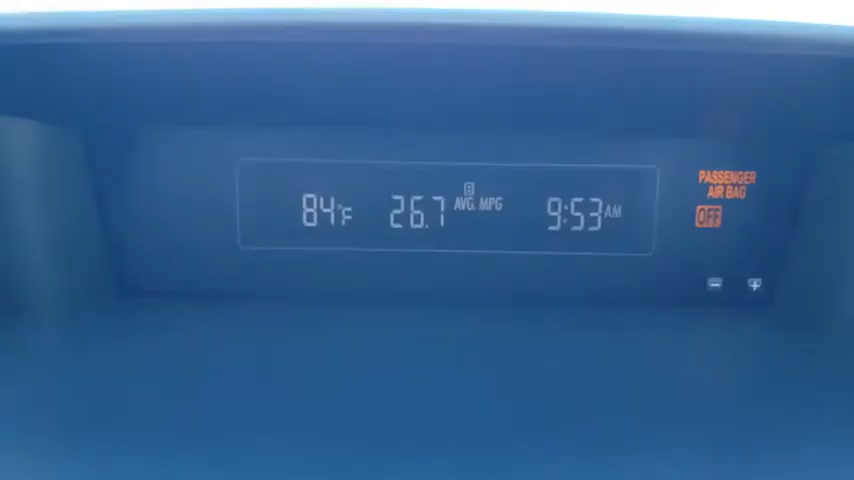 84°F 26.7 B AVG. MPG 9:53 AM
PASSENGER
AIR BAG
OFF
- +